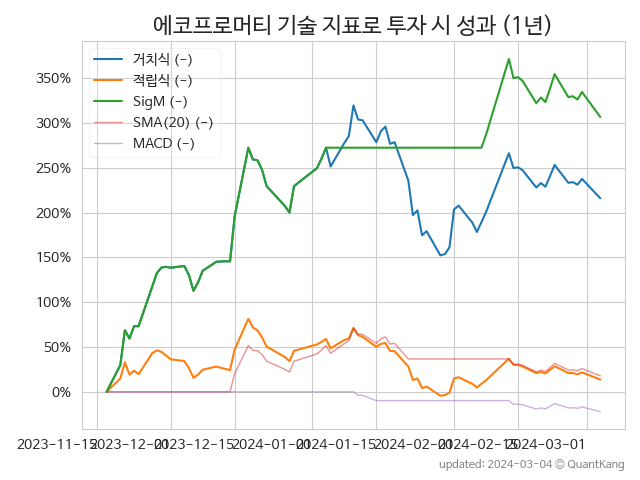 에코프로머티 기술 지표로 투자 시 성과 (1년)
거치식 (-)
적립식 (-)
SigM (-)
SMA(20) (-)
MACD (-)
350%
300%
250%
200%
150%
100%
50%
0%
2023-11-15 2023-12-01 2023-12-15 2024-01-01 2024-01-15 2024-02-01 2024-02-15 2024-03-01
updated: 2024-03-04 © QuantKang